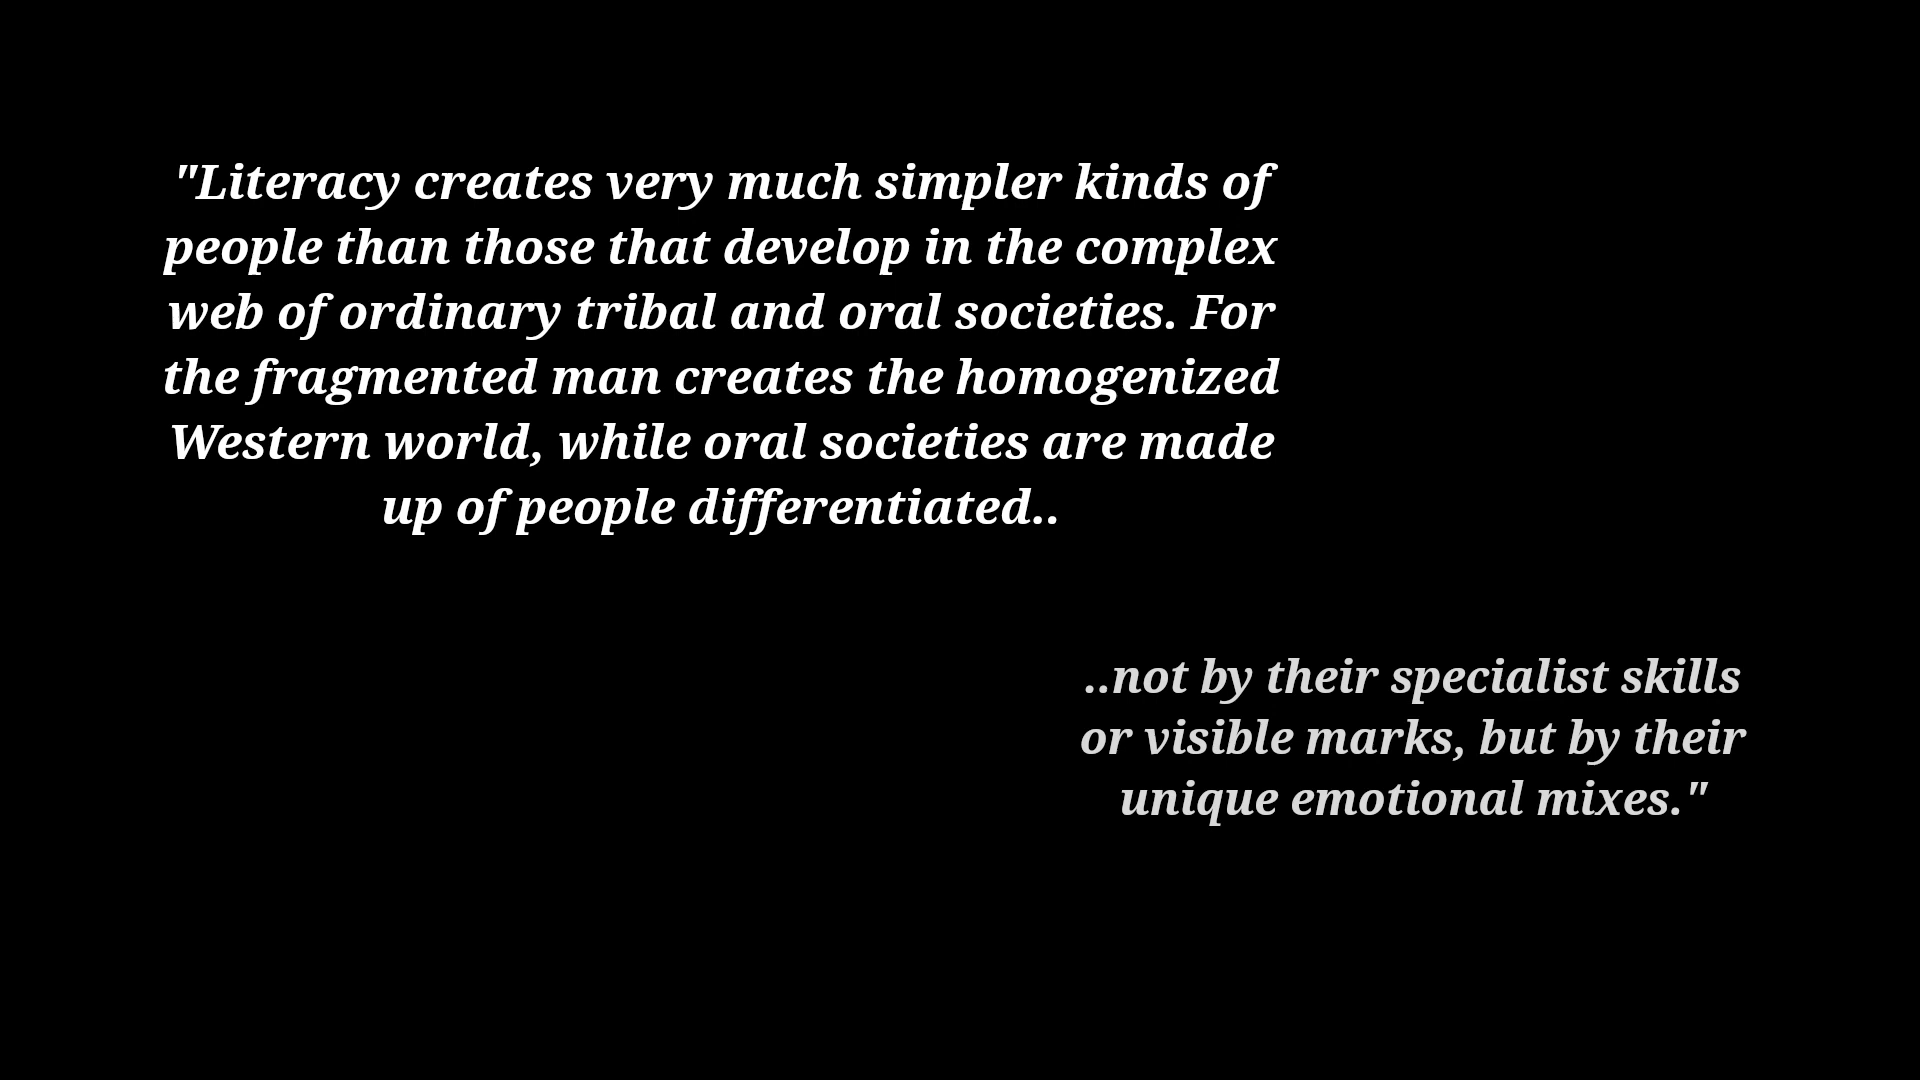 "Literacy creates very much simpler kinds of
people than those that develop in the complex
web of ordinary tribal and oral societies. For
the fragmented man creates the homogenized
Western world, while oral societies are made
up of people differentiated..
..not by their specialist skills
or visible marks, but by their
unique emotional mixes."